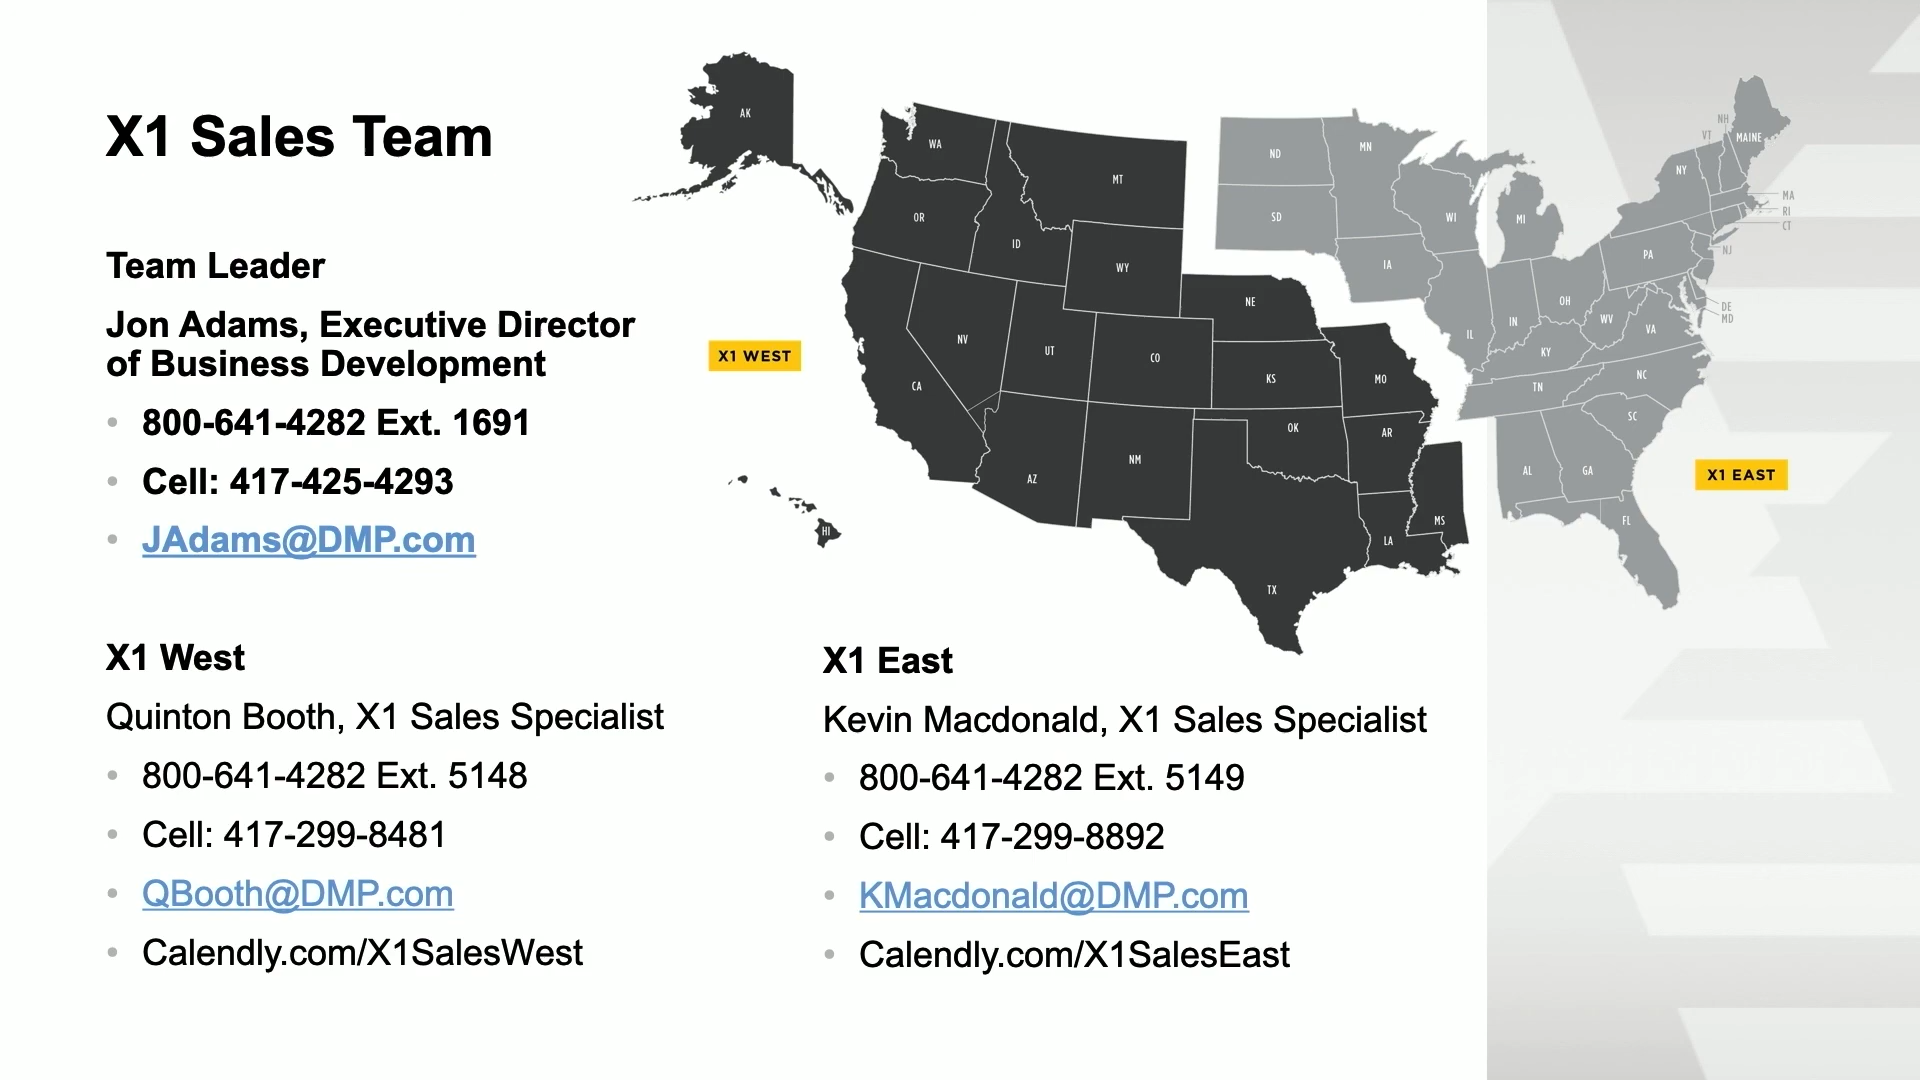 X1 Sales Team
Team Leader
Jon Adams, Executive Director
of Business Development
800-641-4282 Ext. 1691
Cell: 417-425-4293
JAdams@DMP.com
X1 West
Quinton Booth, X1 Sales Specialist
800-641-4282 Ext. 5148
Cell: 417-299-8481
QBooth@DMP.com
Calendly.com/X1SalesWest
X1 East
Kevin Macdonald, X1 Sales Specialist
800-641-4282 Ext. 5149
Cell: 417-299-8892
KMacdonald@DMP.com
Calendly.com/X1SalesEast
X1 WEST
AK
WA
MT
OR
ID
WY
NE
NV
UT
CO
CA
KS
MO
OK
AR
AZ
NM
HI
MS
LA
TX
X1 EAST
ND
MN
SD
WI
MI
IA
NH
VT
MAINE
NY
MA
RI
CT
NJ
PA
DE
MD
OH
IN
IL
WV
VA
KY
NC
TN
SC
AL
GA
FL